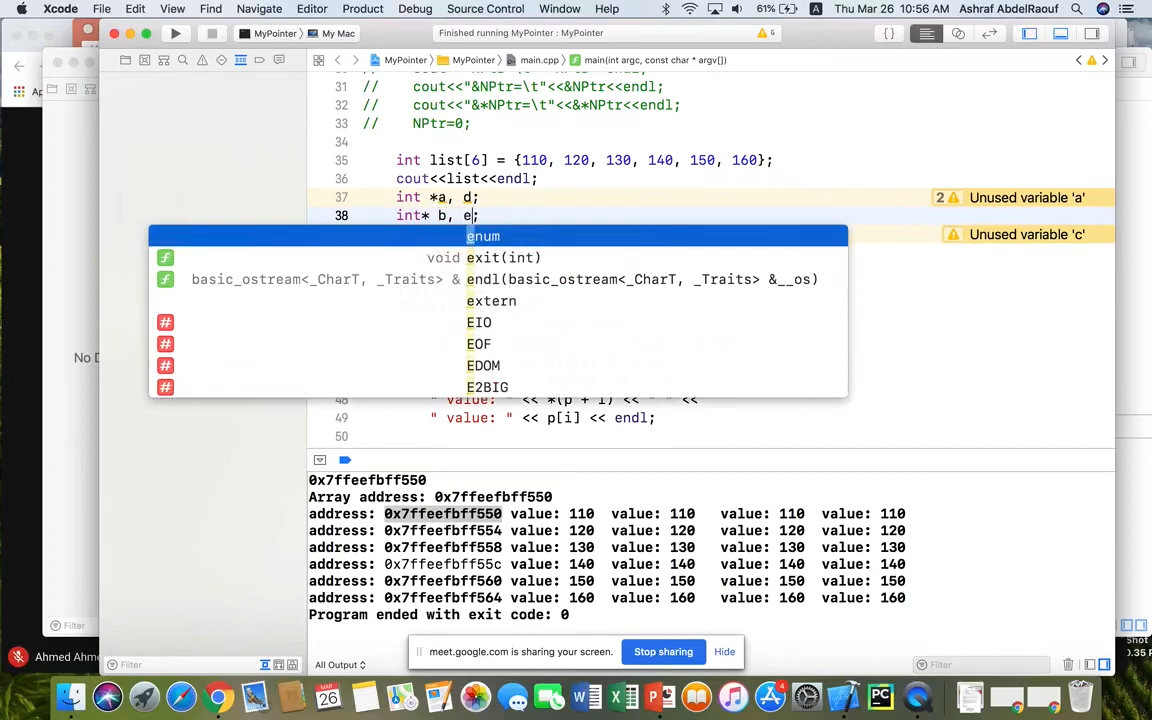 Xcode File Edit View Find Navigate Editor Product Debug Source Control Window Help 61% A Thu Mar 26 10:56 AM Ashraf AbdelRaouf
MyPointer My Mac Finished running MyPointer : MyPointer 5
MyPointer MyPointer main.cpp main(int argc, const char * argv[])
31 // cout<<"&NPtr=\t"<<&NPtr<<endl;
32 // cout<<"&*NPtr=\t"<<&*NPtr<<endl;
33 // NPtr=0;
34
35 int list[6] = {110, 120, 130, 140, 150, 160};
36 cout<<list<<endl;
37 int *a, d; 2 Unused variable 'a'
38 int* b, e;
Unused variable 'c'
enum
void exit(int)
basic_ostream<_CharT, _Traits> & endl(basic_ostream<_CharT, _Traits> &__os)
extern
# EIO
# EOF
# EDOM
# E2BIG
No D
48 " value: " << *(p + i) << " " <<
49 " value: " << p[i] << endl;
50
0x7ffeefbff550
Array address: 0x7ffeefbff550
address: 0x7ffeefbff550 value: 110 value: 110 value: 110 value: 110
address: 0x7ffeefbff554 value: 120 value: 120 value: 120 value: 120
address: 0x7ffeefbff558 value: 130 value: 130 value: 130 value: 130
address: 0x7ffeefbff55c value: 140 value: 140 value: 140 value: 140
address: 0x7ffeefbff560 value: 150 value: 150 value: 150 value: 150
address: 0x7ffeefbff564 value: 160 value: 160 value: 160 value: 160
Program ended with exit code: 0
Filter
meet.google.com is sharing your screen. Stop sharing Hide
Ahmed Ahme
Filter All Output Filter